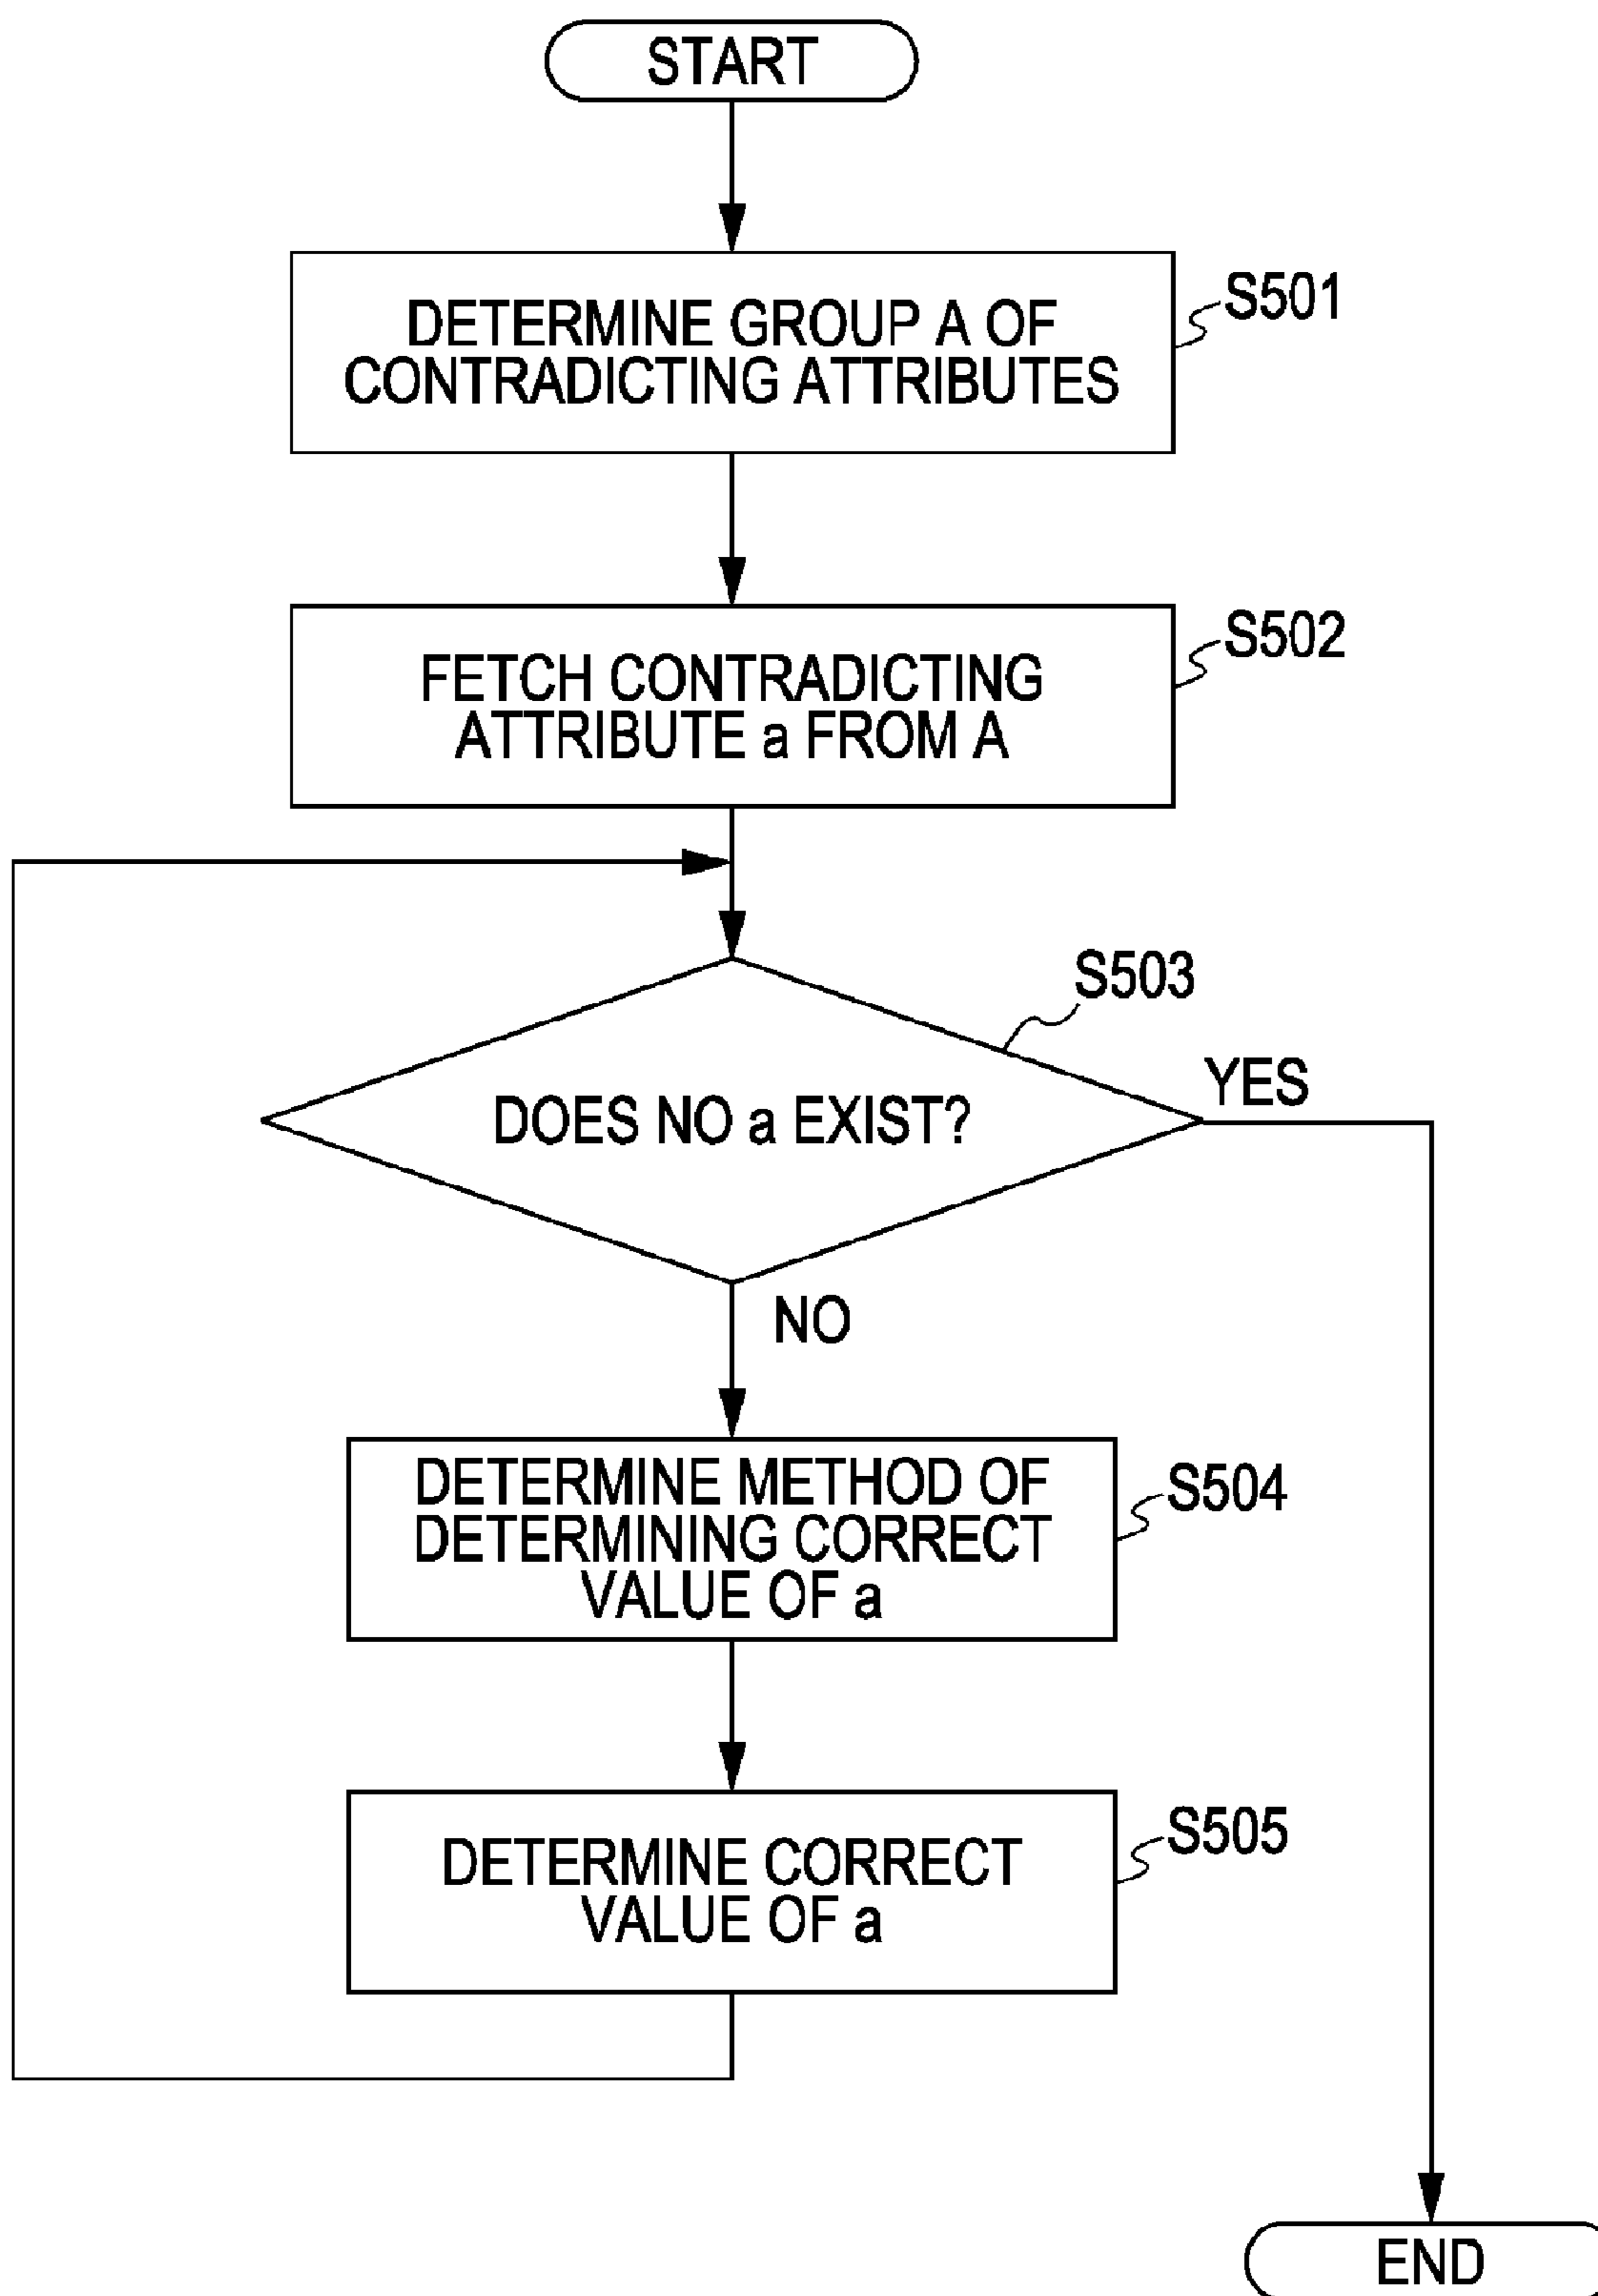 START
DETERMINE GROUP A OF
CONTRADICTING ATTRIBUTES
S501
FETCH CONTRADICTING
ATTRIBUTE a FROM A
S502
S503
DOES NO a EXIST?
YES
NO
DETERMINE METHOD OF
DETERMINING CORRECT
VALUE OF a
S504
DETERMINE CORRECT
VALUE OF a
S505
END